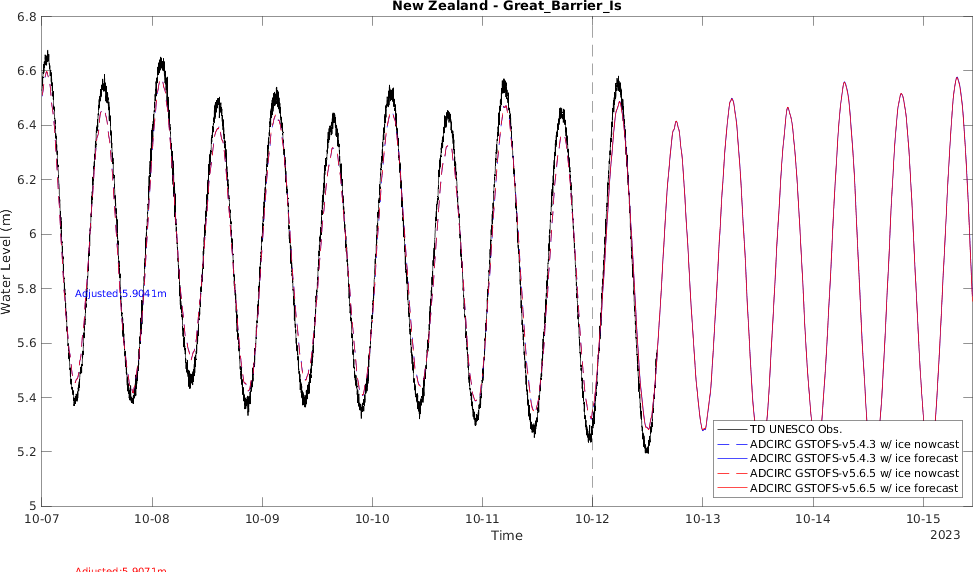 New Zealand - Great_Barrier_Is
6.8
6.6
6.4
6.2
6
5.8
5.6
5.4
5.2
5
Water Level (m)
Adjusted:5.9041m
TD UNESCO Obs.
ADCIRC GSTOFS-v5.4.3 w/ ice nowcast
ADCIRC GSTOFS-v5.4.3 w/ ice forecast
ADCIRC GSTOFS-v5.6.5 w/ ice nowcast
ADCIRC GSTOFS-v5.6.5 w/ ice forecast
10-07 10-08 10-09 10-10 10-11 10-12 10-13 10-14 10-15
Time
2023
Adjusted:5.9071m